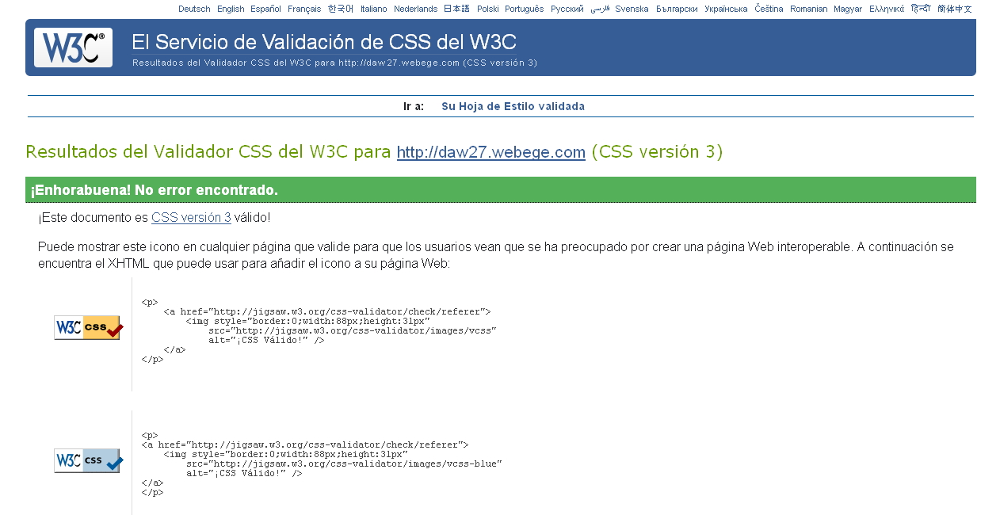 Deutsch English Español Français 한국어 Italiano Nederlands 日本語 Polski Português Русский فارسی Svenska Български Українська Čeština Romanian Magyar Ελληνικά हिन्दी 简体中文
W3C®
El Servicio de Validación de CSS del W3C
Resultados del Validador CSS del W3C para http://daw27.webege.com (CSS versión 3)
Ir a: Su Hoja de Estilo validada
Resultados del Validador CSS del W3C para http://daw27.webege.com (CSS versión 3)
¡Enhorabuena! No error encontrado.
¡Este documento es CSS versión 3 válido!
Puede mostrar este icono en cualquier página que valide para que los usuarios vean que se ha preocupado por crear una página Web interoperable. A continuación se
encuentra el XHTML que puede usar para añadir el icono a su página Web:
W3C css
<p>
<a href="http://jigsaw.w3.org/css-validator/check/referer">
<img style="border:0;width:88px;height:31px"
src="http://jigsaw.w3.org/css-validator/images/vcss"
alt="¡CSS Válido!" />
</a>
</p>
W3C css
<p>
<a href="http://jigsaw.w3.org/css-validator/check/referer">
<img style="border:0;width:88px;height:31px"
src="http://jigsaw.w3.org/css-validator/images/vcss-blue"
alt="¡CSS Válido!" />
</a>
</p>